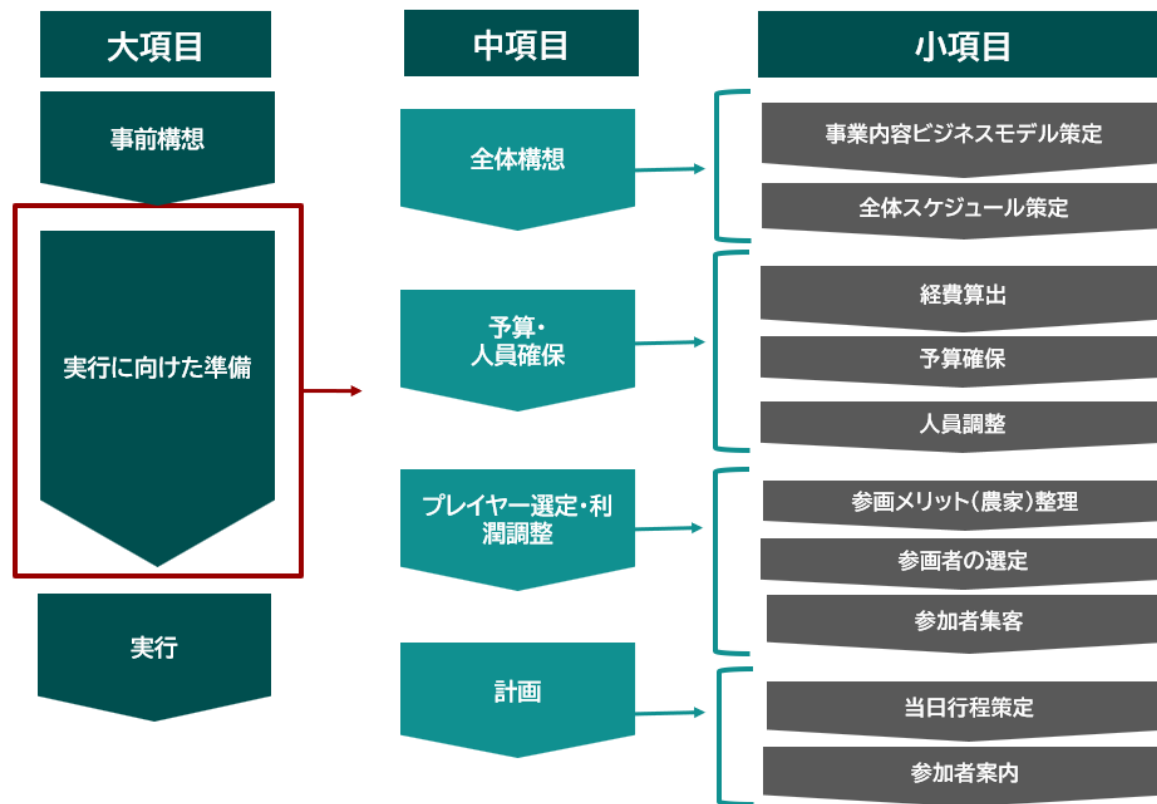 大項目
事前構想
実行に向けた準備
実行
中項目
全体構想
予算・
人員確保
プレイヤー選定・利
潤調整
計画
小項目
事業内容ビジネスモデル策定
全体スケジュール策定
経費算出
予算確保
人員調整
参画メリット(農家)整理
参画者の選定
参加者集客
当日行程策定
参加者案内